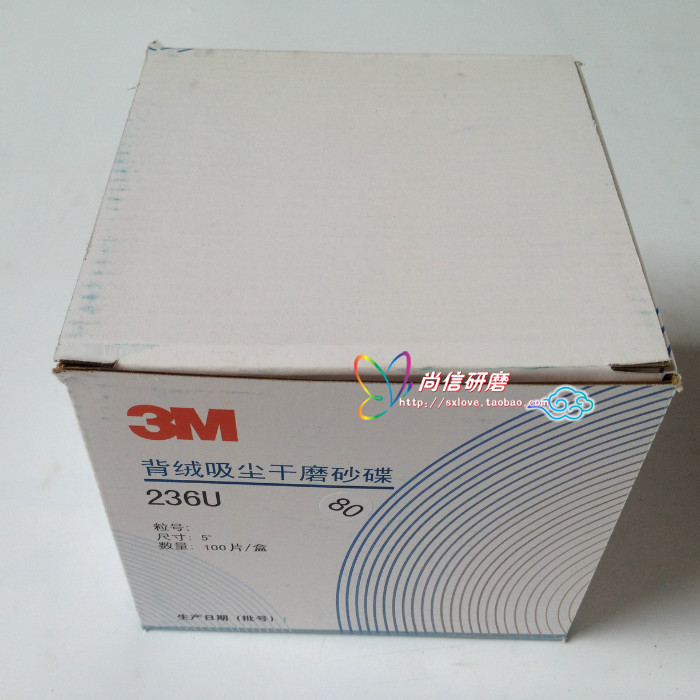 尚信研磨
http://sxlove.taobao.com
3M
背绒吸尘干磨砂碟
236U
80
粒号:
尺寸: 5"
数量: 100片/盒
生产日期 (批号)